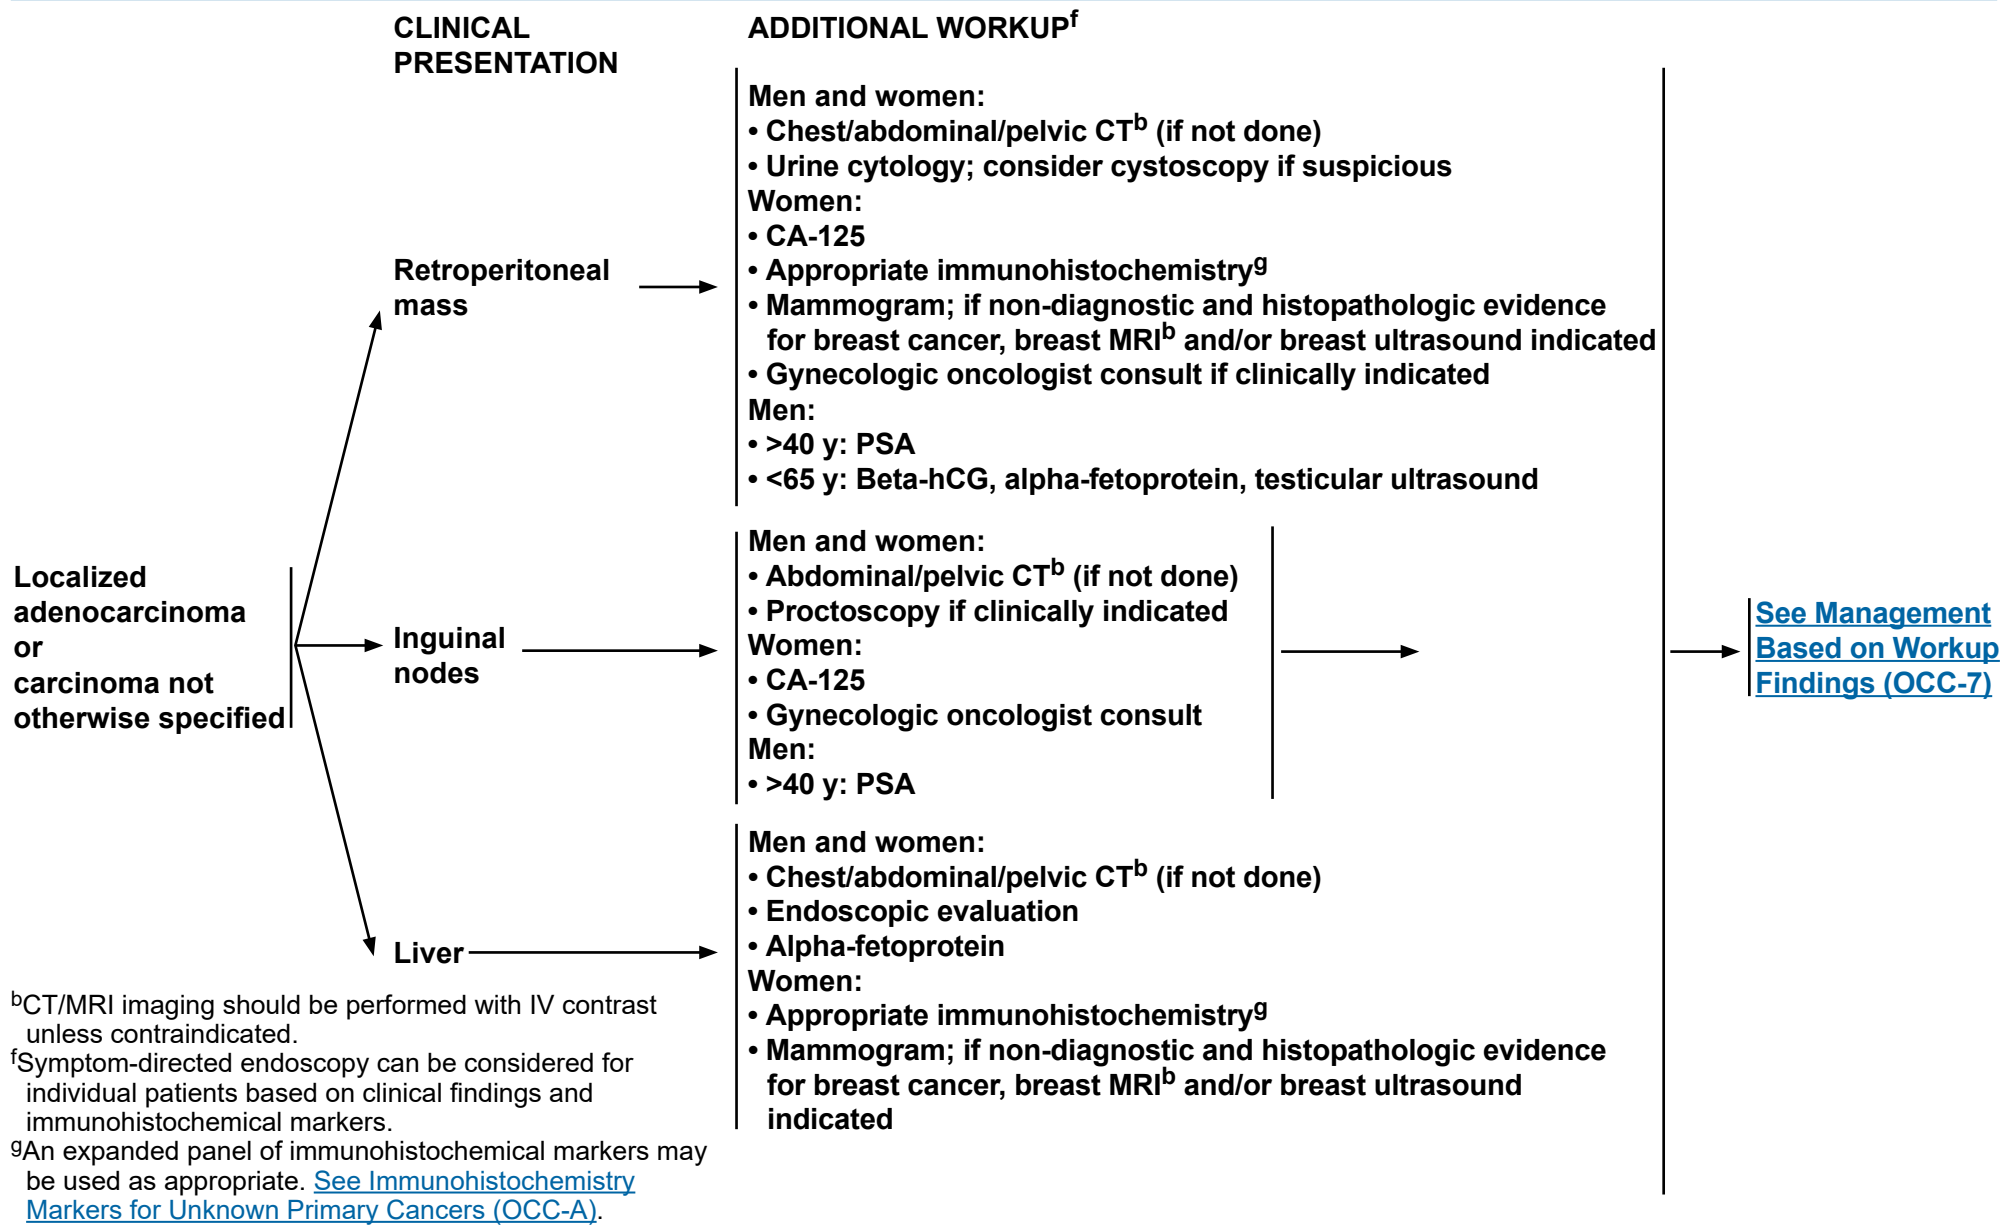 CLINICAL
PRESENTATION
ADDITIONAL WORKUPᶠ
Localized
adenocarcinoma
or
carcinoma not
otherwise specified
Retroperitoneal
mass
Men and women:
• Chest/abdominal/pelvic CTᵇ (if not done)
• Urine cytology; consider cystoscopy if suspicious
Women:
• CA-125
• Appropriate immunohistochemistryᵍ
• Mammogram; if non-diagnostic and histopathologic evidence
for breast cancer, breast MRIᵇ and/or breast ultrasound indicated
• Gynecologic oncologist consult if clinically indicated
Men:
• >40 y: PSA
• <65 y: Beta-hCG, alpha-fetoprotein, testicular ultrasound
Inguinal
nodes
Men and women:
• Abdominal/pelvic CTᵇ (if not done)
• Proctoscopy if clinically indicated
Women:
• CA-125
• Gynecologic oncologist consult
Men:
• >40 y: PSA
Liver
Men and women:
• Chest/abdominal/pelvic CTᵇ (if not done)
• Endoscopic evaluation
• Alpha-fetoprotein
Women:
• Appropriate immunohistochemistryᵍ
• Mammogram; if non-diagnostic and histopathologic evidence
for breast cancer, breast MRIᵇ and/or breast ultrasound
indicated
See Management
Based on Workup
Findings (OCC-7)
ᵇCT/MRI imaging should be performed with IV contrast
unless contraindicated.
ᶠSymptom-directed endoscopy can be considered for
individual patients based on clinical findings and
immunohistochemical markers.
ᵍAn expanded panel of immunohistochemical markers may
be used as appropriate. See Immunohistochemistry
Markers for Unknown Primary Cancers (OCC-A).